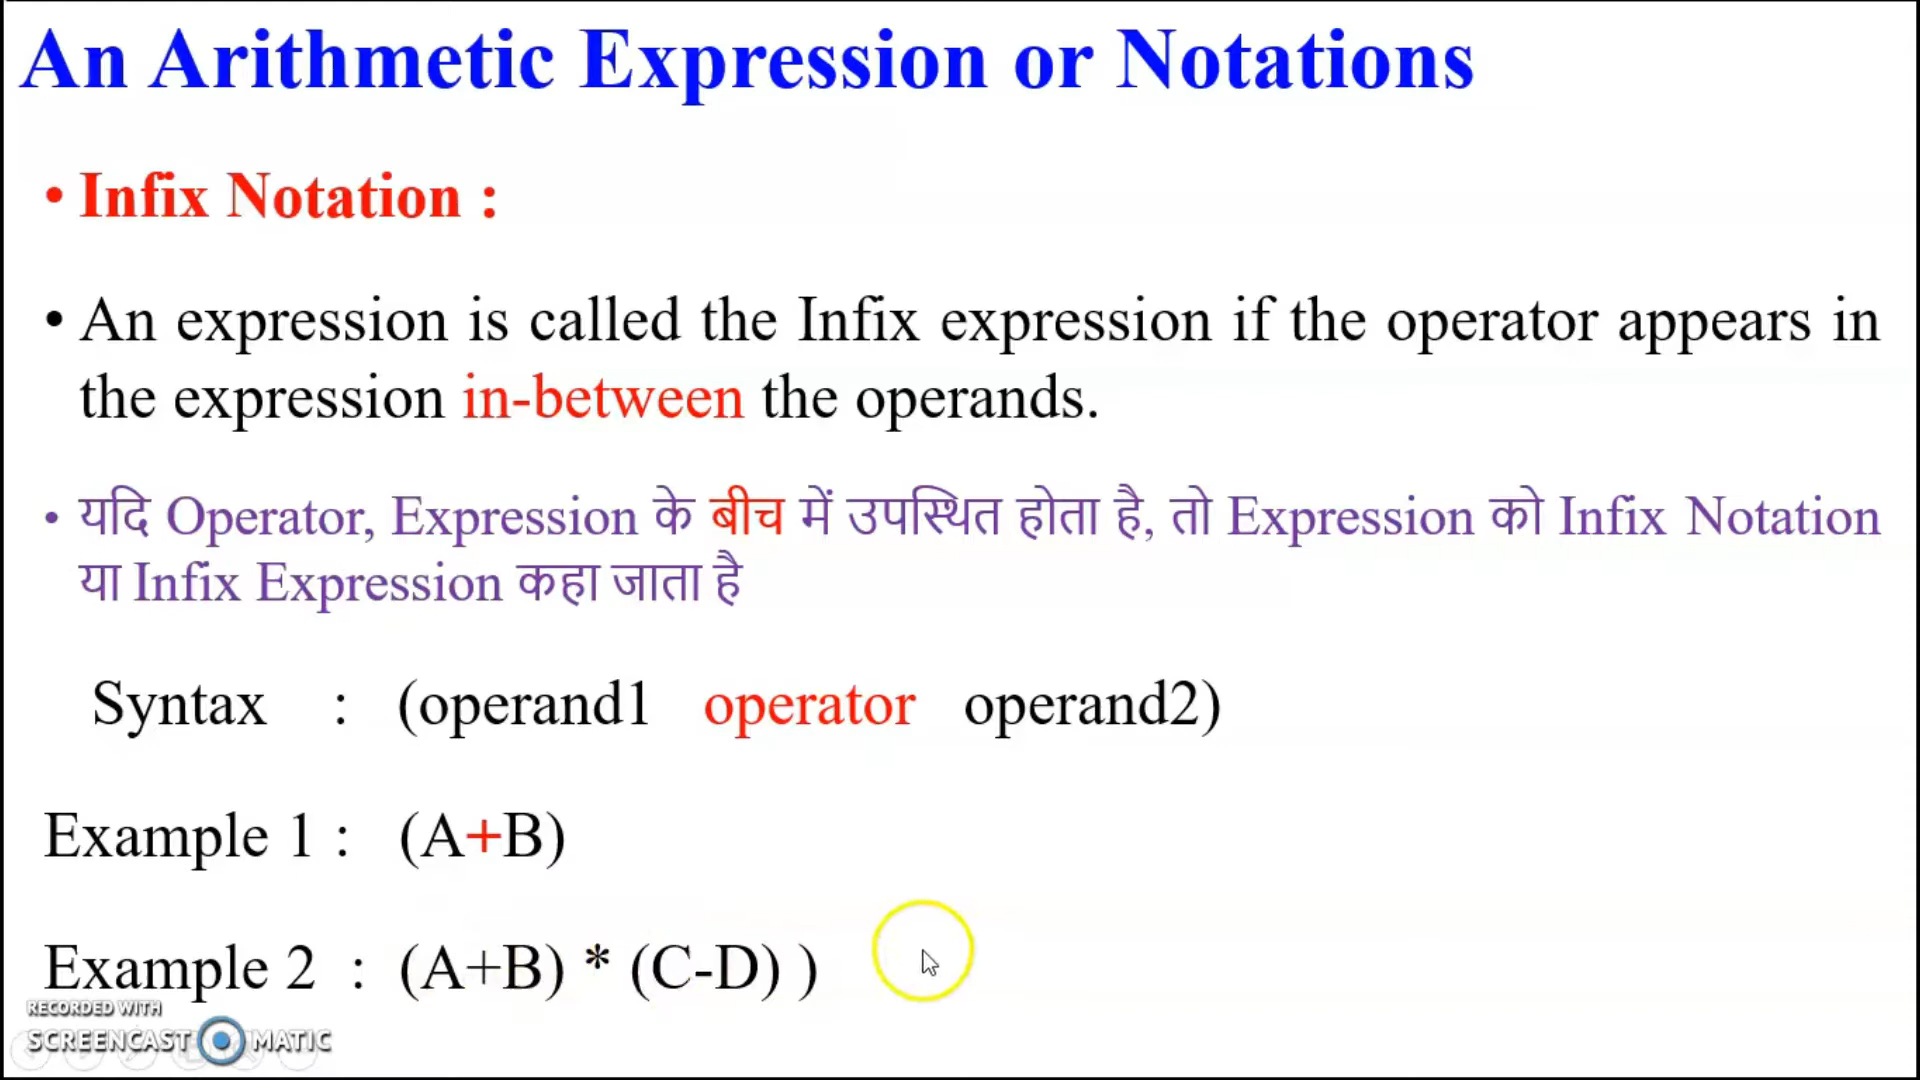 An Arithmetic Expression or Notations
• Infix Notation :
• An expression is called the Infix expression if the operator appears in
the expression in-between the operands.
• यदि Operator, Expression के बीच में उपस्थित होता है, तो Expression को Infix Notation
या Infix Expression कहा जाता है
Syntax : (operand1 operator operand2)
Example 1 : (A+B)
Example 2 : (A+B) * (C-D) )
RECORDED WITH
SCREENCAST MATIC